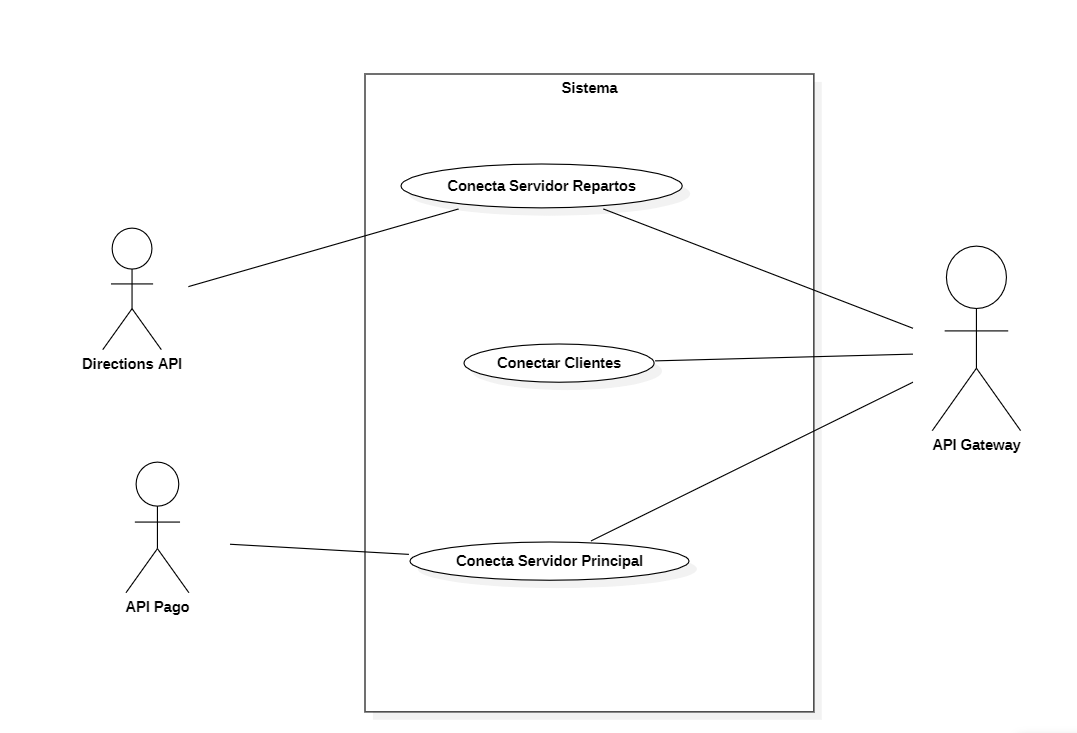 Sistema
Conecta Servidor Repartos
Directions API
Conectar Clientes
API Gateway
Conecta Servidor Principal
API Pago